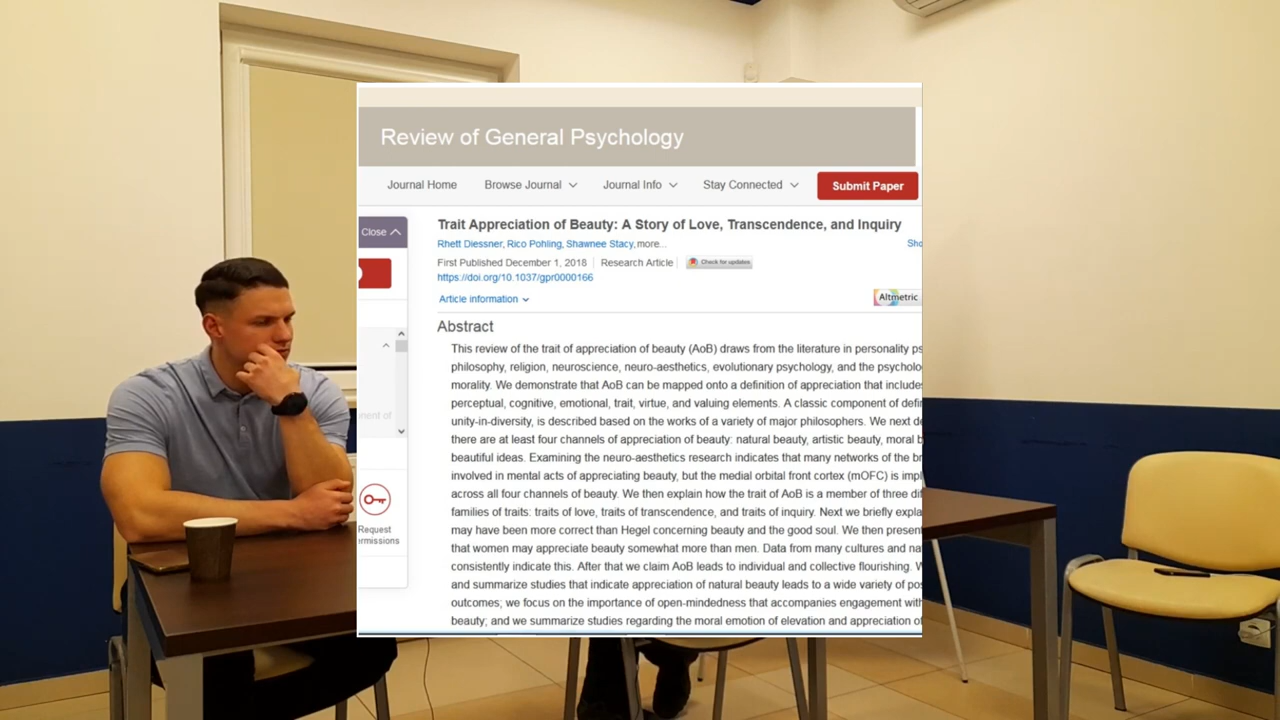 Review of General Psychology
Journal Home Browse Journal Journal Info Stay Connected Submit Paper
Close
Trait Appreciation of Beauty: A Story of Love, Transcendence, and Inquiry
Rhett Diessner, Rico Pohling, Shawnee Stacy, more...
Sho
First Published December 1, 2018 Research Article Check for updates
https://doi.org/10.1037/gpr0000166
Article information
Altmetric
Abstract
This review of the trait of appreciation of beauty (AoB) draws from the literature in personality ps
philosophy, religion, neuroscience, neuro-aesthetics, evolutionary psychology, and the psycholo
morality. We demonstrate that AoB can be mapped onto a definition of appreciation that includes
perceptual, cognitive, emotional, trait, virtue, and valuing elements. A classic component of defin
unity-in-diversity, is described based on the works of a variety of major philosophers. We next de
there are at least four channels of appreciation of beauty: natural beauty, artistic beauty, moral b
beautiful ideas. Examining the neuro-aesthetics research indicates that many networks of the br
involved in mental acts of appreciating beauty, but the medial orbital front cortex (mOFC) is impl
across all four channels of beauty. We then explain how the trait of AoB is a member of three dif
families of traits: traits of love, traits of transcendence, and traits of inquiry. Next we briefly expla
may have been more correct than Hegel concerning beauty and the good soul. We then present
that women may appreciate beauty somewhat more than men. Data from many cultures and na
consistently indicate this. After that we claim AoB leads to individual and collective flourishing. W
and summarize studies that indicate appreciation of natural beauty leads to a wide variety of pos
outcomes; we focus on the importance of open-mindedness that accompanies engagement with
beauty; and we summarize studies regarding the moral emotion of elevation and appreciation of
ment of
Request
ermissions